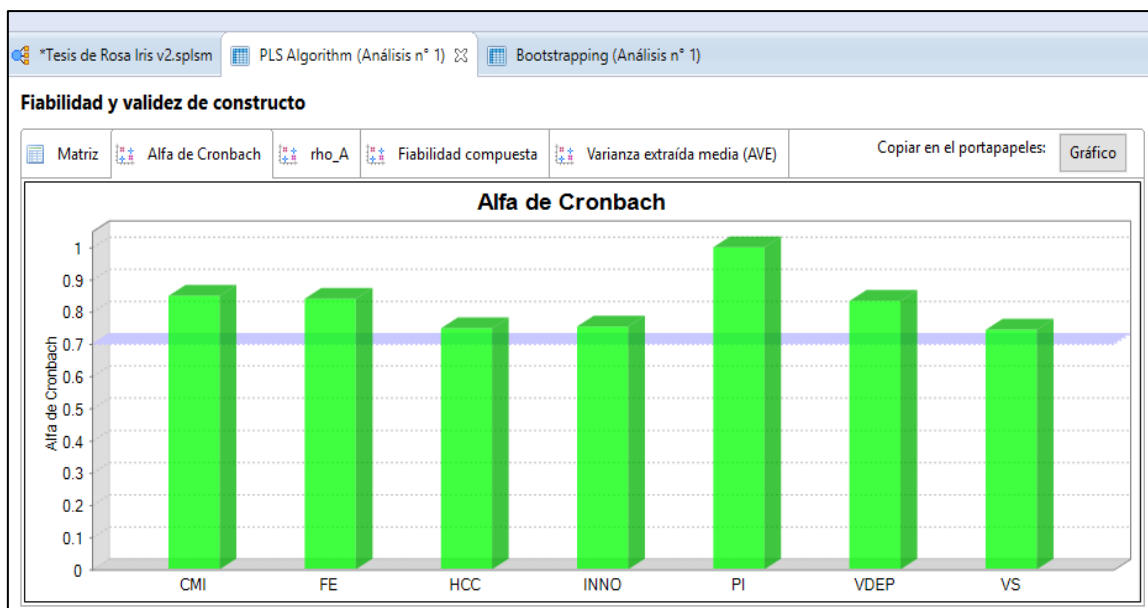 *Tesis de Rosa Iris v2.splsm PLS Algorithm (Análisis n° 1) Bootstrapping (Análisis n° 1)
Fiabilidad y validez de constructo
Matriz Alfa de Cronbach rho_A Fiabilidad compuesta Varianza extraída media (AVE) Copiar en el portapapeles: Gráfico
Alfa de Cronbach
Alfa de Cronbach
1
0.9
0.8
0.7
0.6
0.5
0.4
0.3
0.2
0.1
0
CMI FE HCC INNO PI VDEP VS